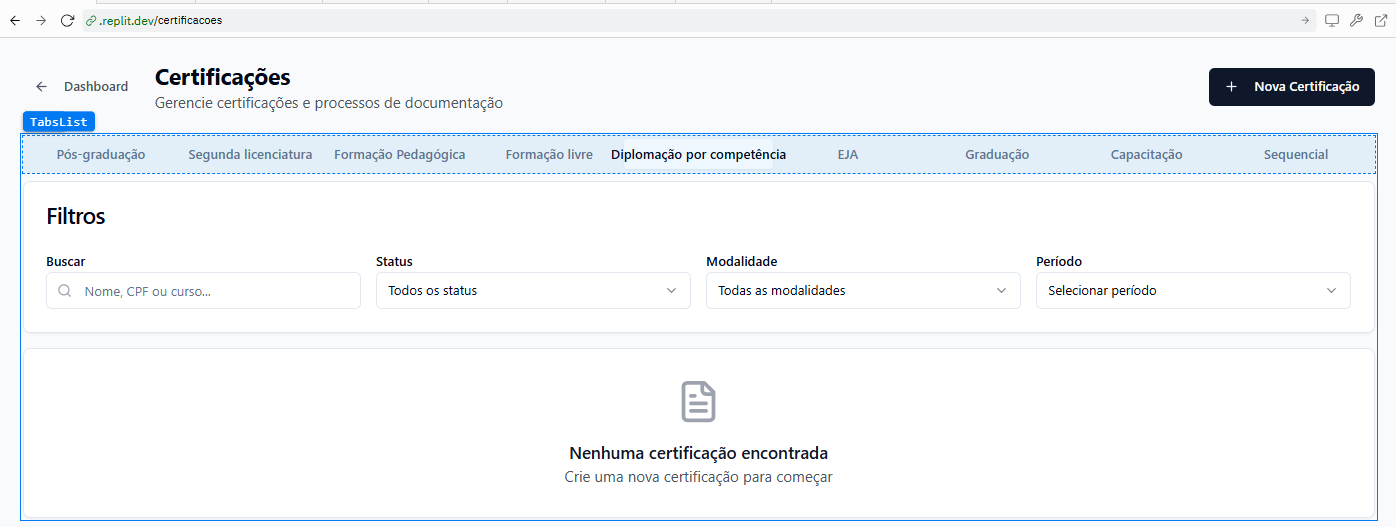 .replit.dev/certificacoes
Dashboard
Certificações
Gerencie certificações e processos de documentação
Nova Certificação
TabsList
Pós-graduação Segunda licenciatura Formação Pedagógica Formação livre Diplomação por competência EJA Graduação Capacitação Sequencial
Filtros
Buscar Status Modalidade Período
Nome, CPF ou curso... Todos os status Todas as modalidades Selecionar período
Nenhuma certificação encontrada
Crie uma nova certificação para começar